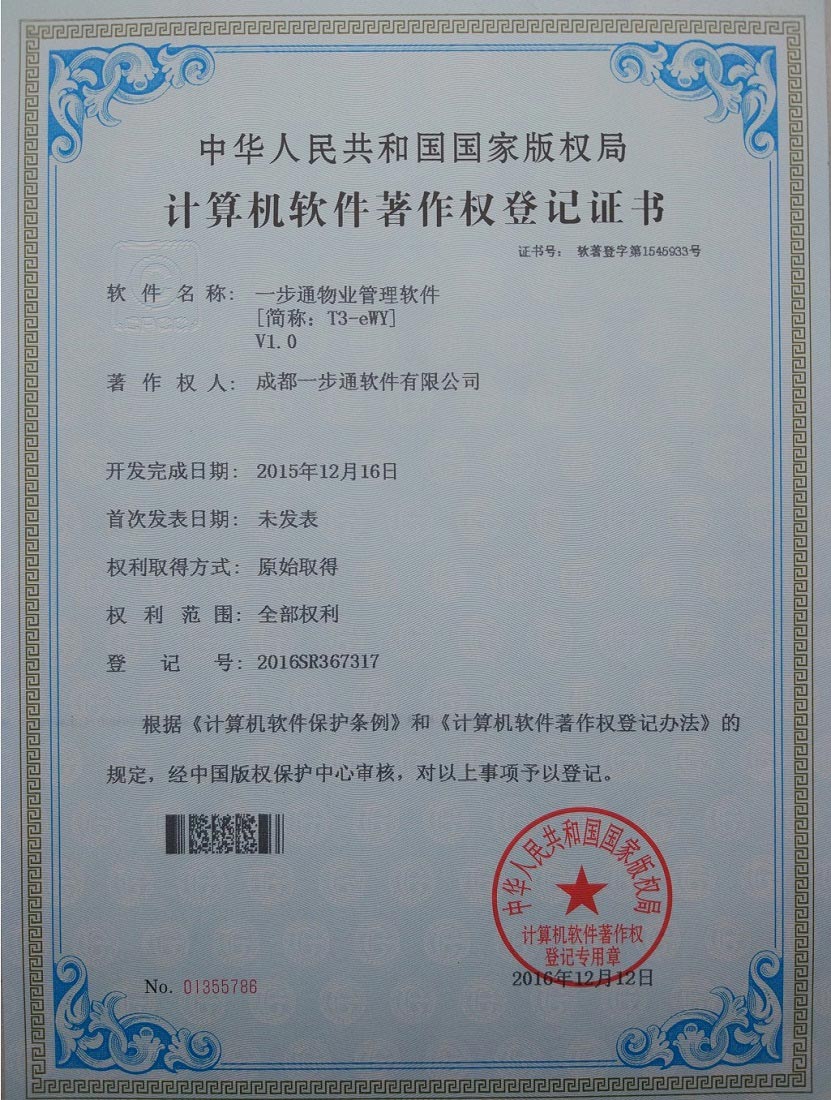 中华人民共和国国家版权局
计算机软件著作权登记证书
证书号： 软著登字第1545933号
软件名称： 一步通物业管理软件
[简称：T3-eWY]
V1.0
著作权人： 成都一步通软件有限公司
开发完成日期： 2015年12月16日
首次发表日期： 未发表
权利取得方式： 原始取得
权利范围： 全部权利
登记号： 2016SR367317
根据《计算机软件保护条例》和《计算机软件著作权登记办法》的
规定，经中国版权保护中心审核，对以上事项予以登记。
中华人民共和国国家版权局
计算机软件著作权
登记专用章
No. 01355786
2016年12月12日